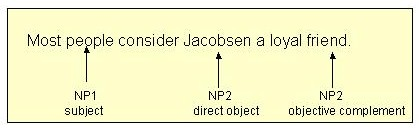 Most people consider Jacobsen a loyal friend.
NP1 NP2 NP2
subject direct object objective complement